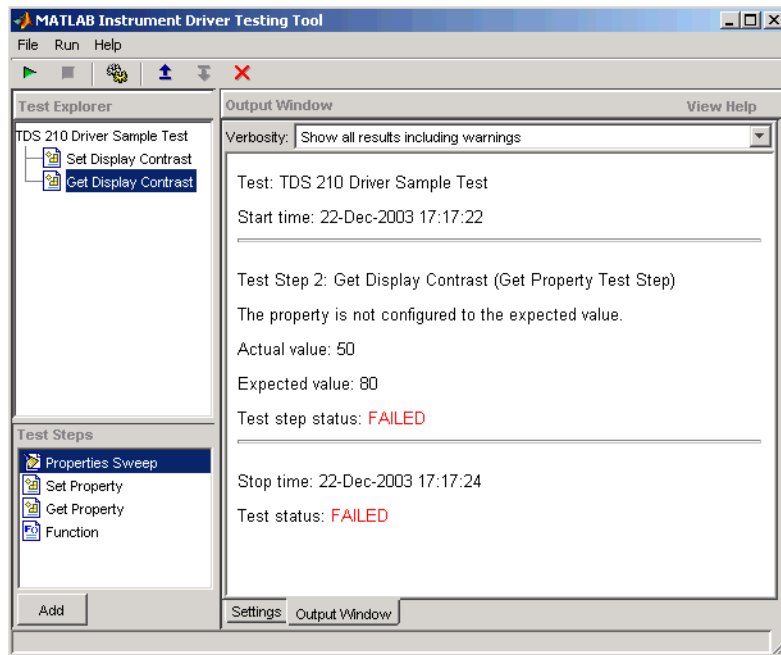 MATLAB Instrument Driver Testing Tool
File Run Help
Test Explorer
TDS 210 Driver Sample Test
Set Display Contrast
Get Display Contrast
Test Steps
Properties Sweep
Set Property
Get Property
Function
Add
Output Window View Help
Verbosity: Show all results including warnings
Test: TDS 210 Driver Sample Test
Start time: 22-Dec-2003 17:17:22
Test Step 2: Get Display Contrast (Get Property Test Step)
The property is not configured to the expected value.
Actual value: 50
Expected value: 80
Test step status: FAILED
Stop time: 22-Dec-2003 17:17:24
Test status: FAILED
Settings Output Window